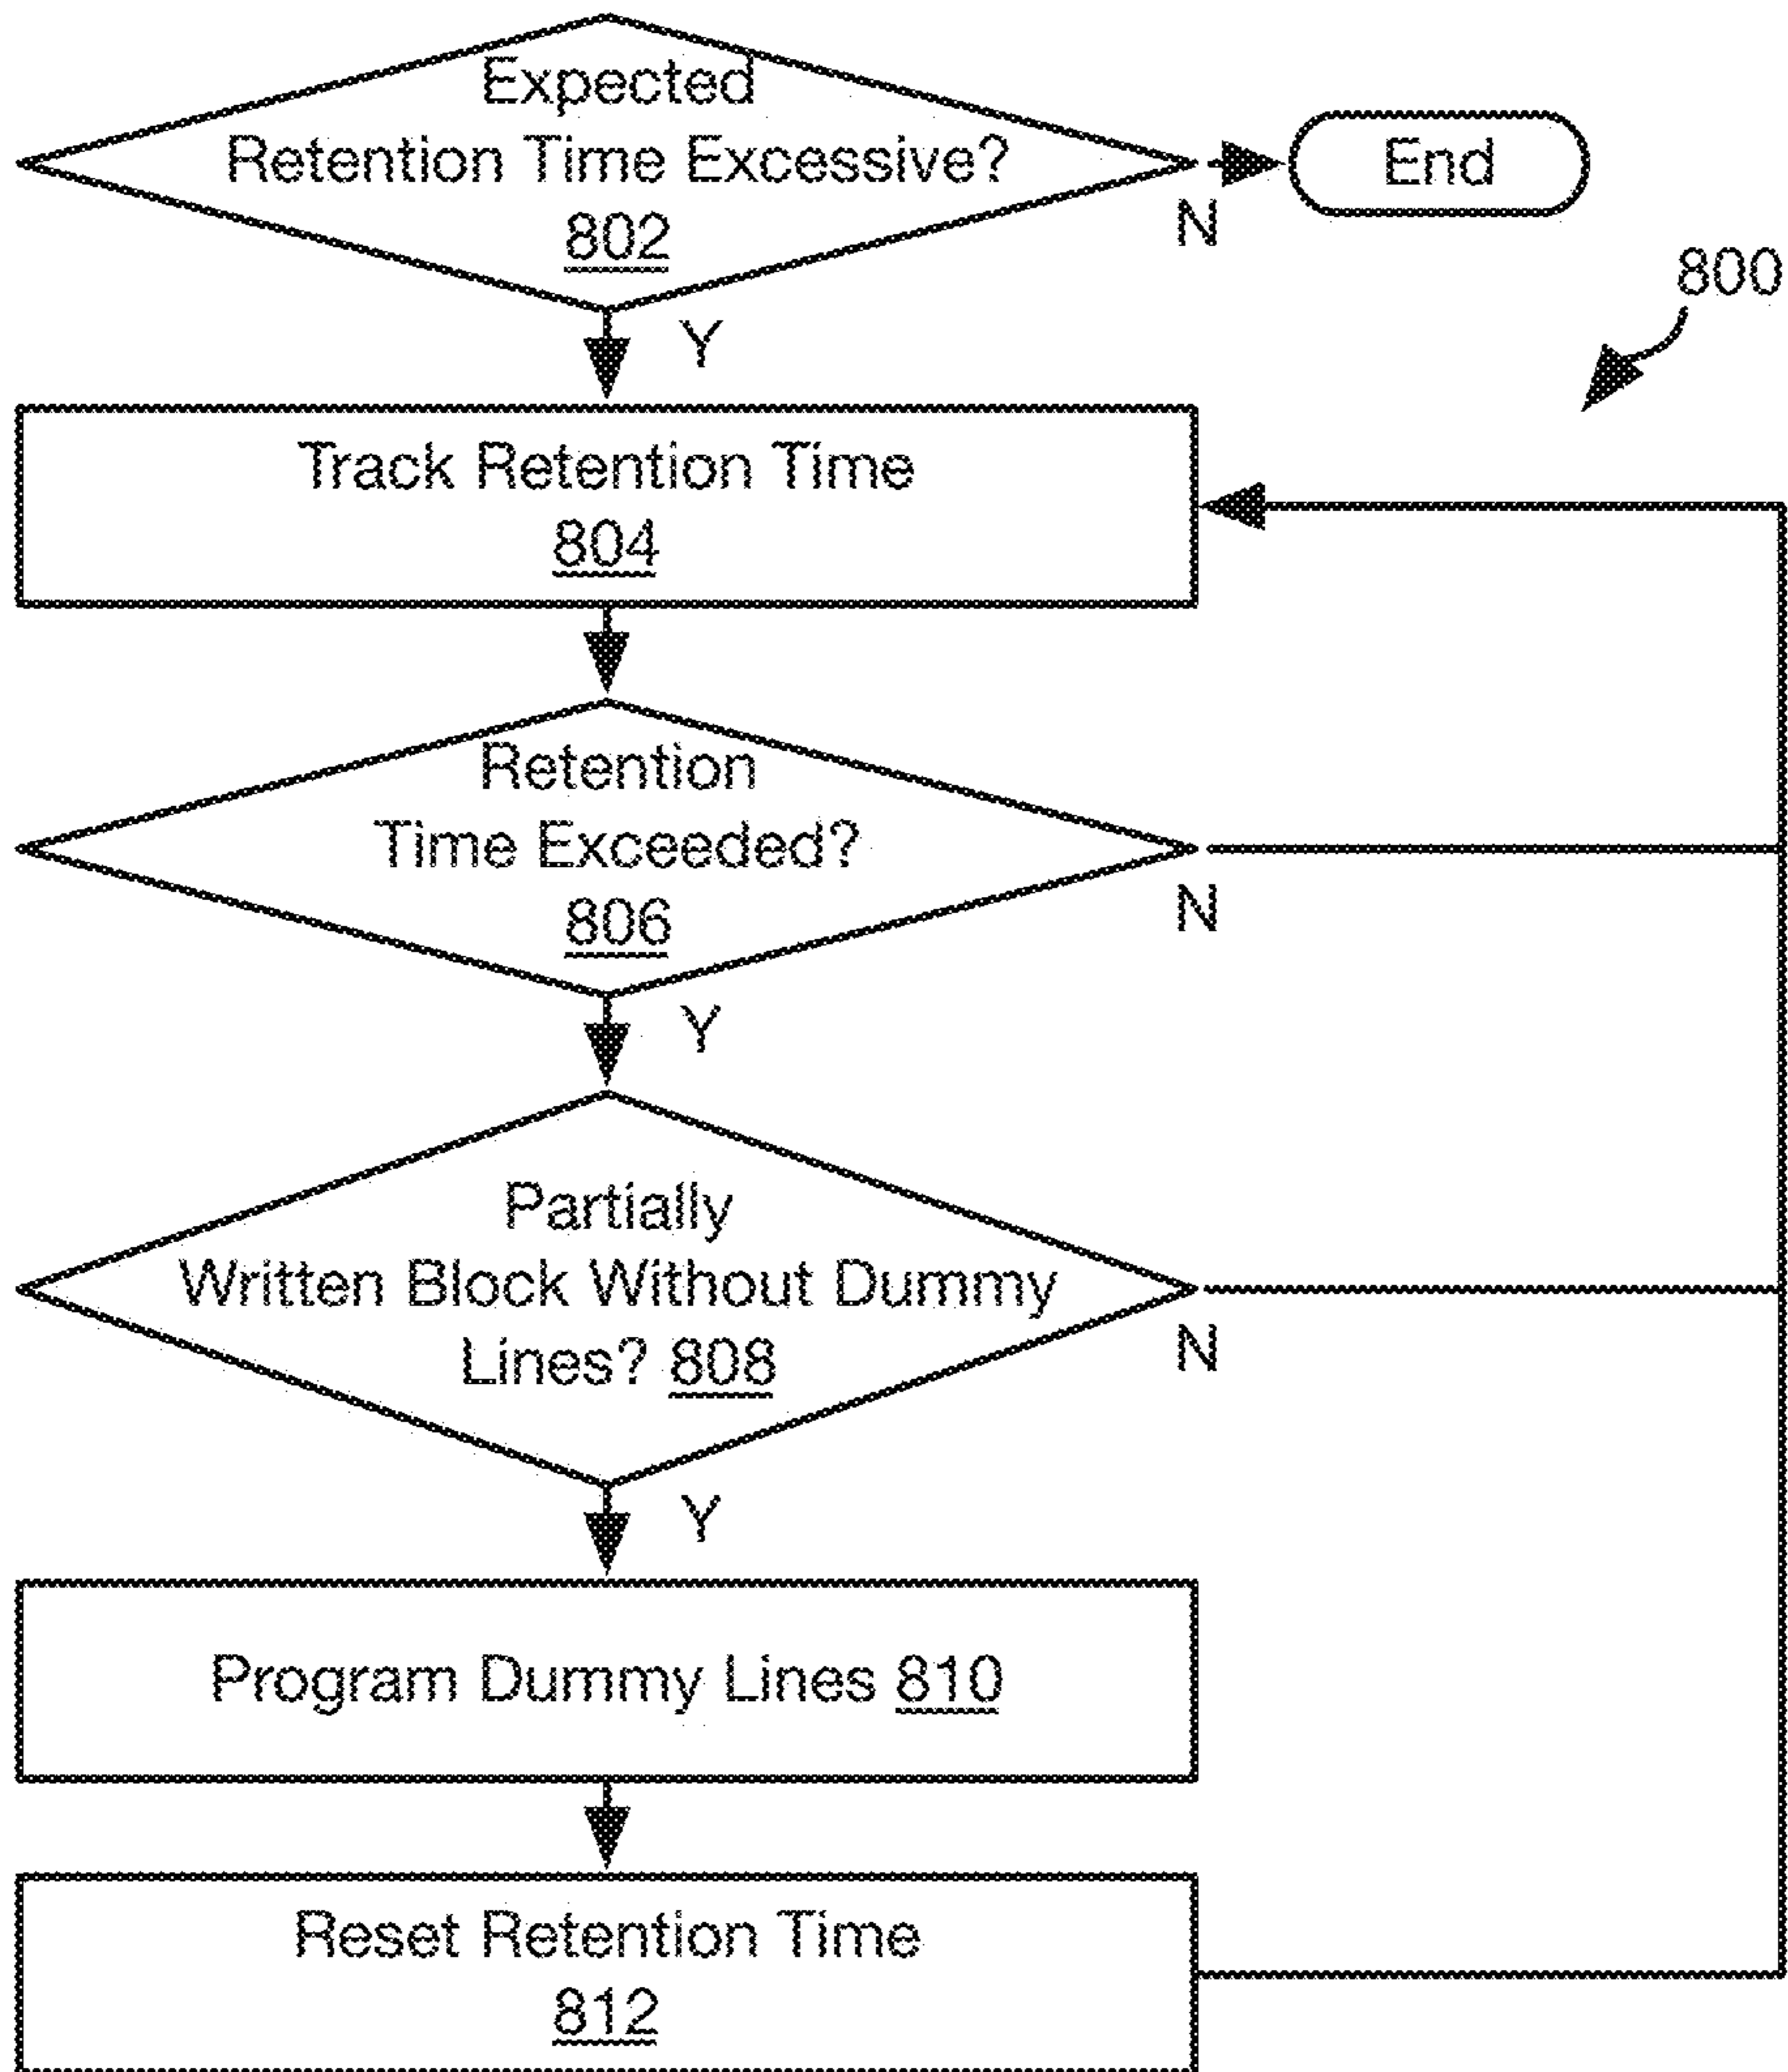 Expected
Retention Time Excessive?
802
N
End
800
Y
Track Retention Time
804
Retention
Time Exceeded?
806
N
Y
Partially
Written Block Without Dummy
Lines? 808
N
Y
Program Dummy Lines 810
Reset Retention Time
812